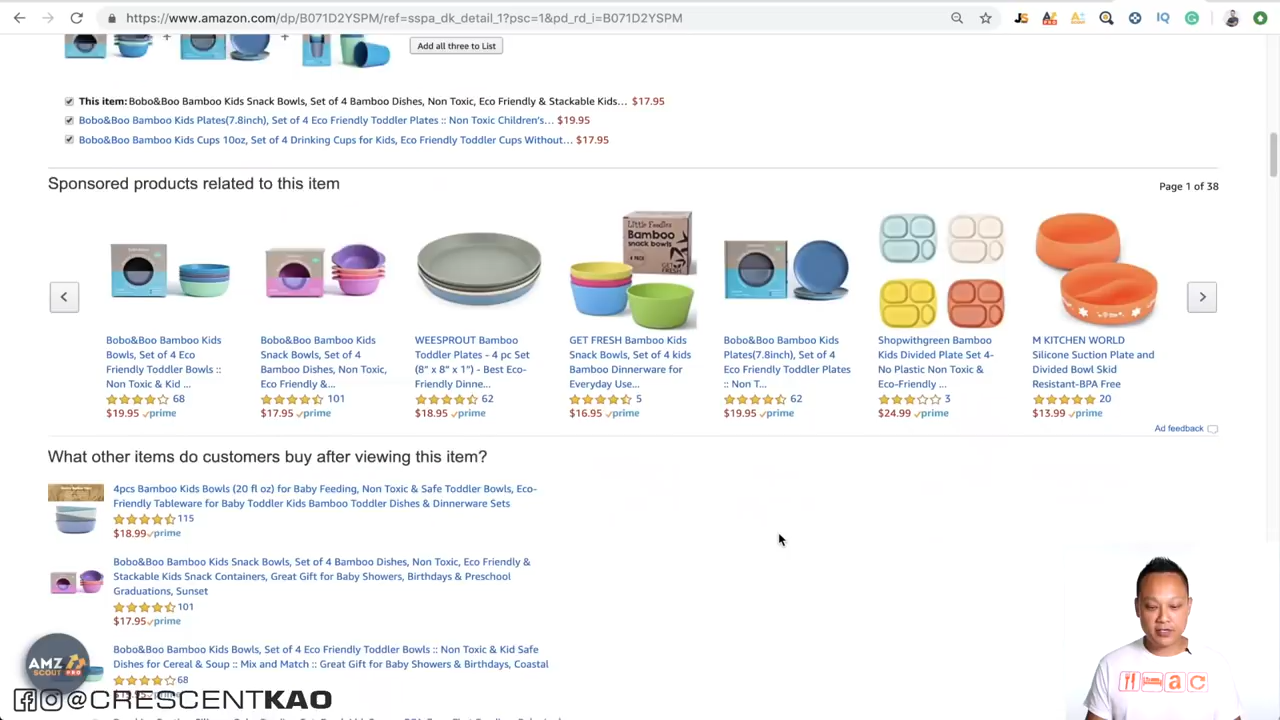 https://www.amazon.com/dp/B071D2YSPM/ref=sspa_dk_detail_1?psc=1&pd_rd_i=B071D2YSPM
JS
IQ
Add all three to List
This item: Bobo&Boo Bamboo Kids Snack Bowls, Set of 4 Bamboo Dishes, Non Toxic, Eco Friendly & Stackable Kids… $17.95
Bobo&Boo Bamboo Kids Plates(7.8inch), Set of 4 Eco Friendly Toddler Plates :: Non Toxic Children's… $19.95
Bobo&Boo Bamboo Kids Cups 10oz, Set of 4 Drinking Cups for Kids, Eco Friendly Toddler Cups Without… $17.95
Sponsored products related to this item
Page 1 of 38
Little Foodies
Bamboo
snack bowls
4 PACK
GET FRESH
Bobo&Boo Bamboo Kids
Bowls, Set of 4 Eco
Friendly Toddler Bowls ::
Non Toxic & Kid ...
68
$19.95 prime
Bobo&Boo Bamboo Kids
Snack Bowls, Set of 4
Bamboo Dishes, Non Toxic,
Eco Friendly &...
101
$17.95 prime
WEESPROUT Bamboo
Toddler Plates - 4 pc Set
(8" x 8" x 1") - Best Eco-
Friendly Dinne...
62
$18.95 prime
GET FRESH Bamboo Kids
Snack Bowls, Set of 4 kids
Bamboo Dinnerware for
Everyday Use...
5
$16.95 prime
Bobo&Boo Bamboo Kids
Plates(7.8inch), Set of 4
Eco Friendly Toddler Plates
:: Non T...
62
$19.95 prime
Shopwithgreen Bamboo
Kids Divided Plate Set 4-
No Plastic Non Toxic &
Eco-Friendly ...
3
$24.99 prime
M KITCHEN WORLD
Silicone Suction Plate and
Divided Bowl Skid
Resistant-BPA Free
20
$13.99 prime
Ad feedback
What other items do customers buy after viewing this item?
4pcs Bamboo Kids Bowls (20 fl oz) for Baby Feeding, Non Toxic & Safe Toddler Bowls, Eco-
Friendly Tableware for Baby Toddler Kids Bamboo Toddler Dishes & Dinnerware Sets
115
$18.99 prime
Bobo&Boo Bamboo Kids Snack Bowls, Set of 4 Bamboo Dishes, Non Toxic, Eco Friendly &
Stackable Kids Snack Containers, Great Gift for Baby Showers, Birthdays & Preschool
Graduations, Sunset
101
$17.95 prime
Bobo&Boo Bamboo Kids Bowls, Set of 4 Eco Friendly Toddler Bowls :: Non Toxic & Kid Safe
Dishes for Cereal & Soup :: Mix and Match :: Great Gift for Baby Showers & Birthdays, Coastal
68
AMZ
SCOUT PRO
@CRESCENTKAO
a c